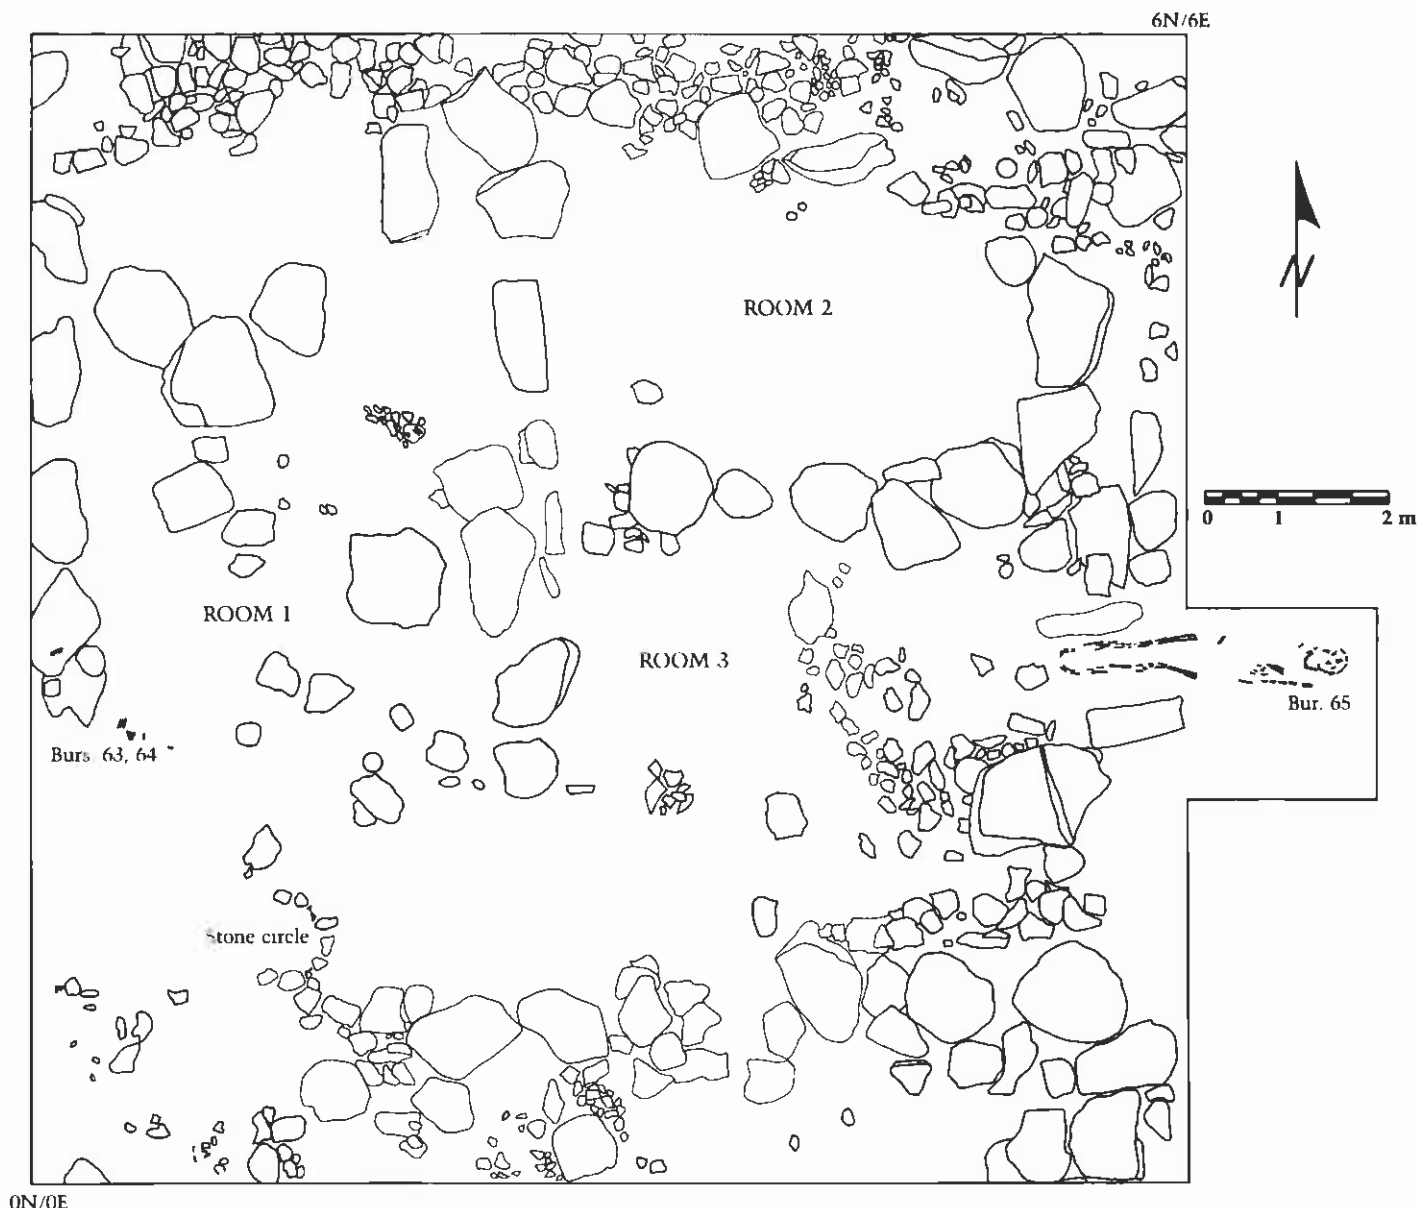 6N/6E
N
ROOM 2
0 1 2 m
ROOM 1
ROOM 3
Bur. 65
Burs 63, 64
Stone circle
0N/0E